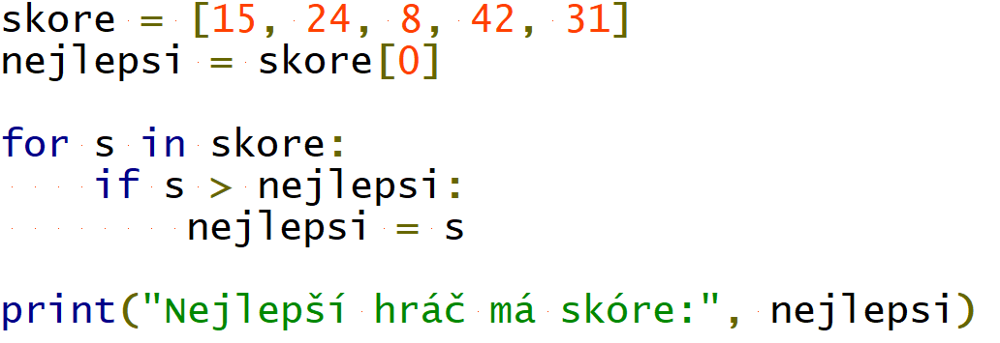 skore = [15, 24, 8, 42, 31]
nejlepsi = skore[0]

for s in skore:
    if s > nejlepsi:
        nejlepsi = s

print("Nejlepší hráč má skóre:", nejlepsi)